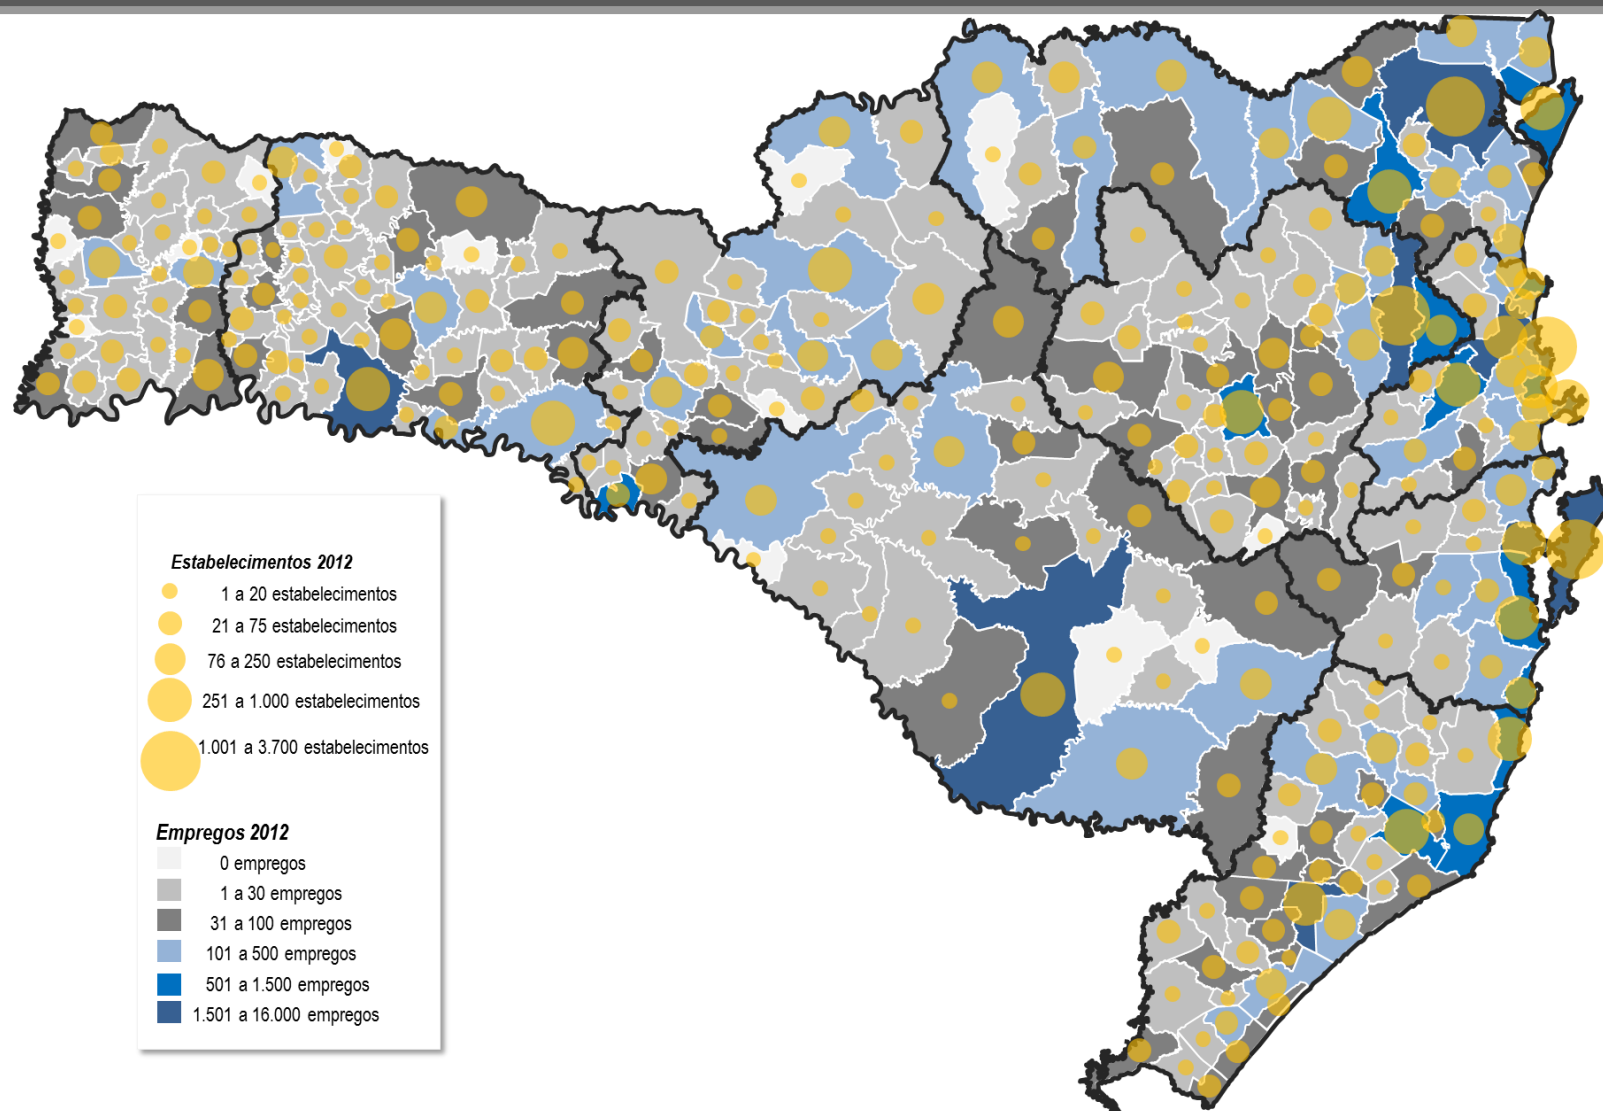 Estabelecimentos 2012
1 a 20 estabelecimentos
21 a 75 estabelecimentos
76 a 250 estabelecimentos
251 a 1.000 estabelecimentos
1.001 a 3.700 estabelecimentos
Empregos 2012
0 empregos
1 a 30 empregos
31 a 100 empregos
101 a 500 empregos
501 a 1.500 empregos
1.501 a 16.000 empregos